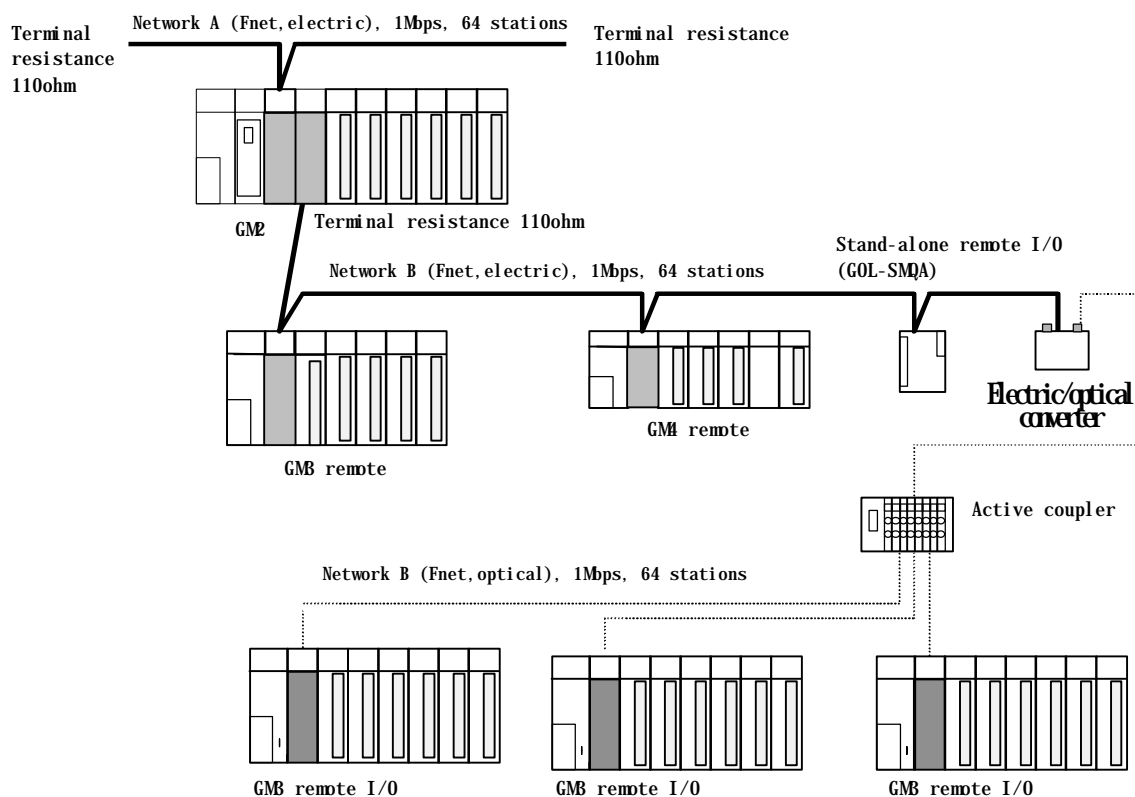 Network A (Fnet,electric), 1Mbps, 64 stations
Terminal
resistance
110ohm
Terminal resistance
110ohm
GM2
Terminal resistance 110ohm
Stand-alone remote I/O
(GOL-SMQA)
Network B (Fnet,electric), 1Mbps, 64 stations
Electric/optical
converter
GM4 remote
GM3 remote
Active coupler
Network B (Fnet,optical), 1Mbps, 64 stations
GM3 remote I/O
GM3 remote I/O
GM3 remote I/O